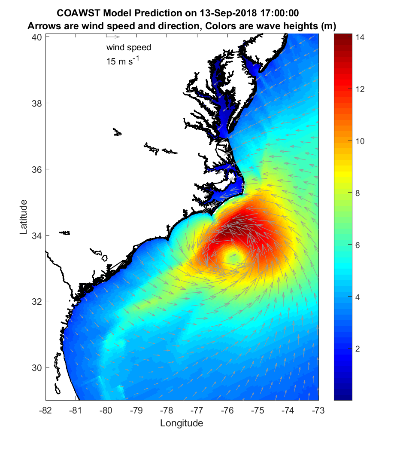 COAWST Model Prediction on 13-Sep-2018 17:00:00
Arrows are wind speed and direction, Colors are wave heights (m)
wind speed
15 m s⁻¹
40
38
36
34
32
30
Latitude
-82 -81 -80 -79 -78 -77 -76 -75 -74 -73
Longitude
14
12
10
8
6
4
2